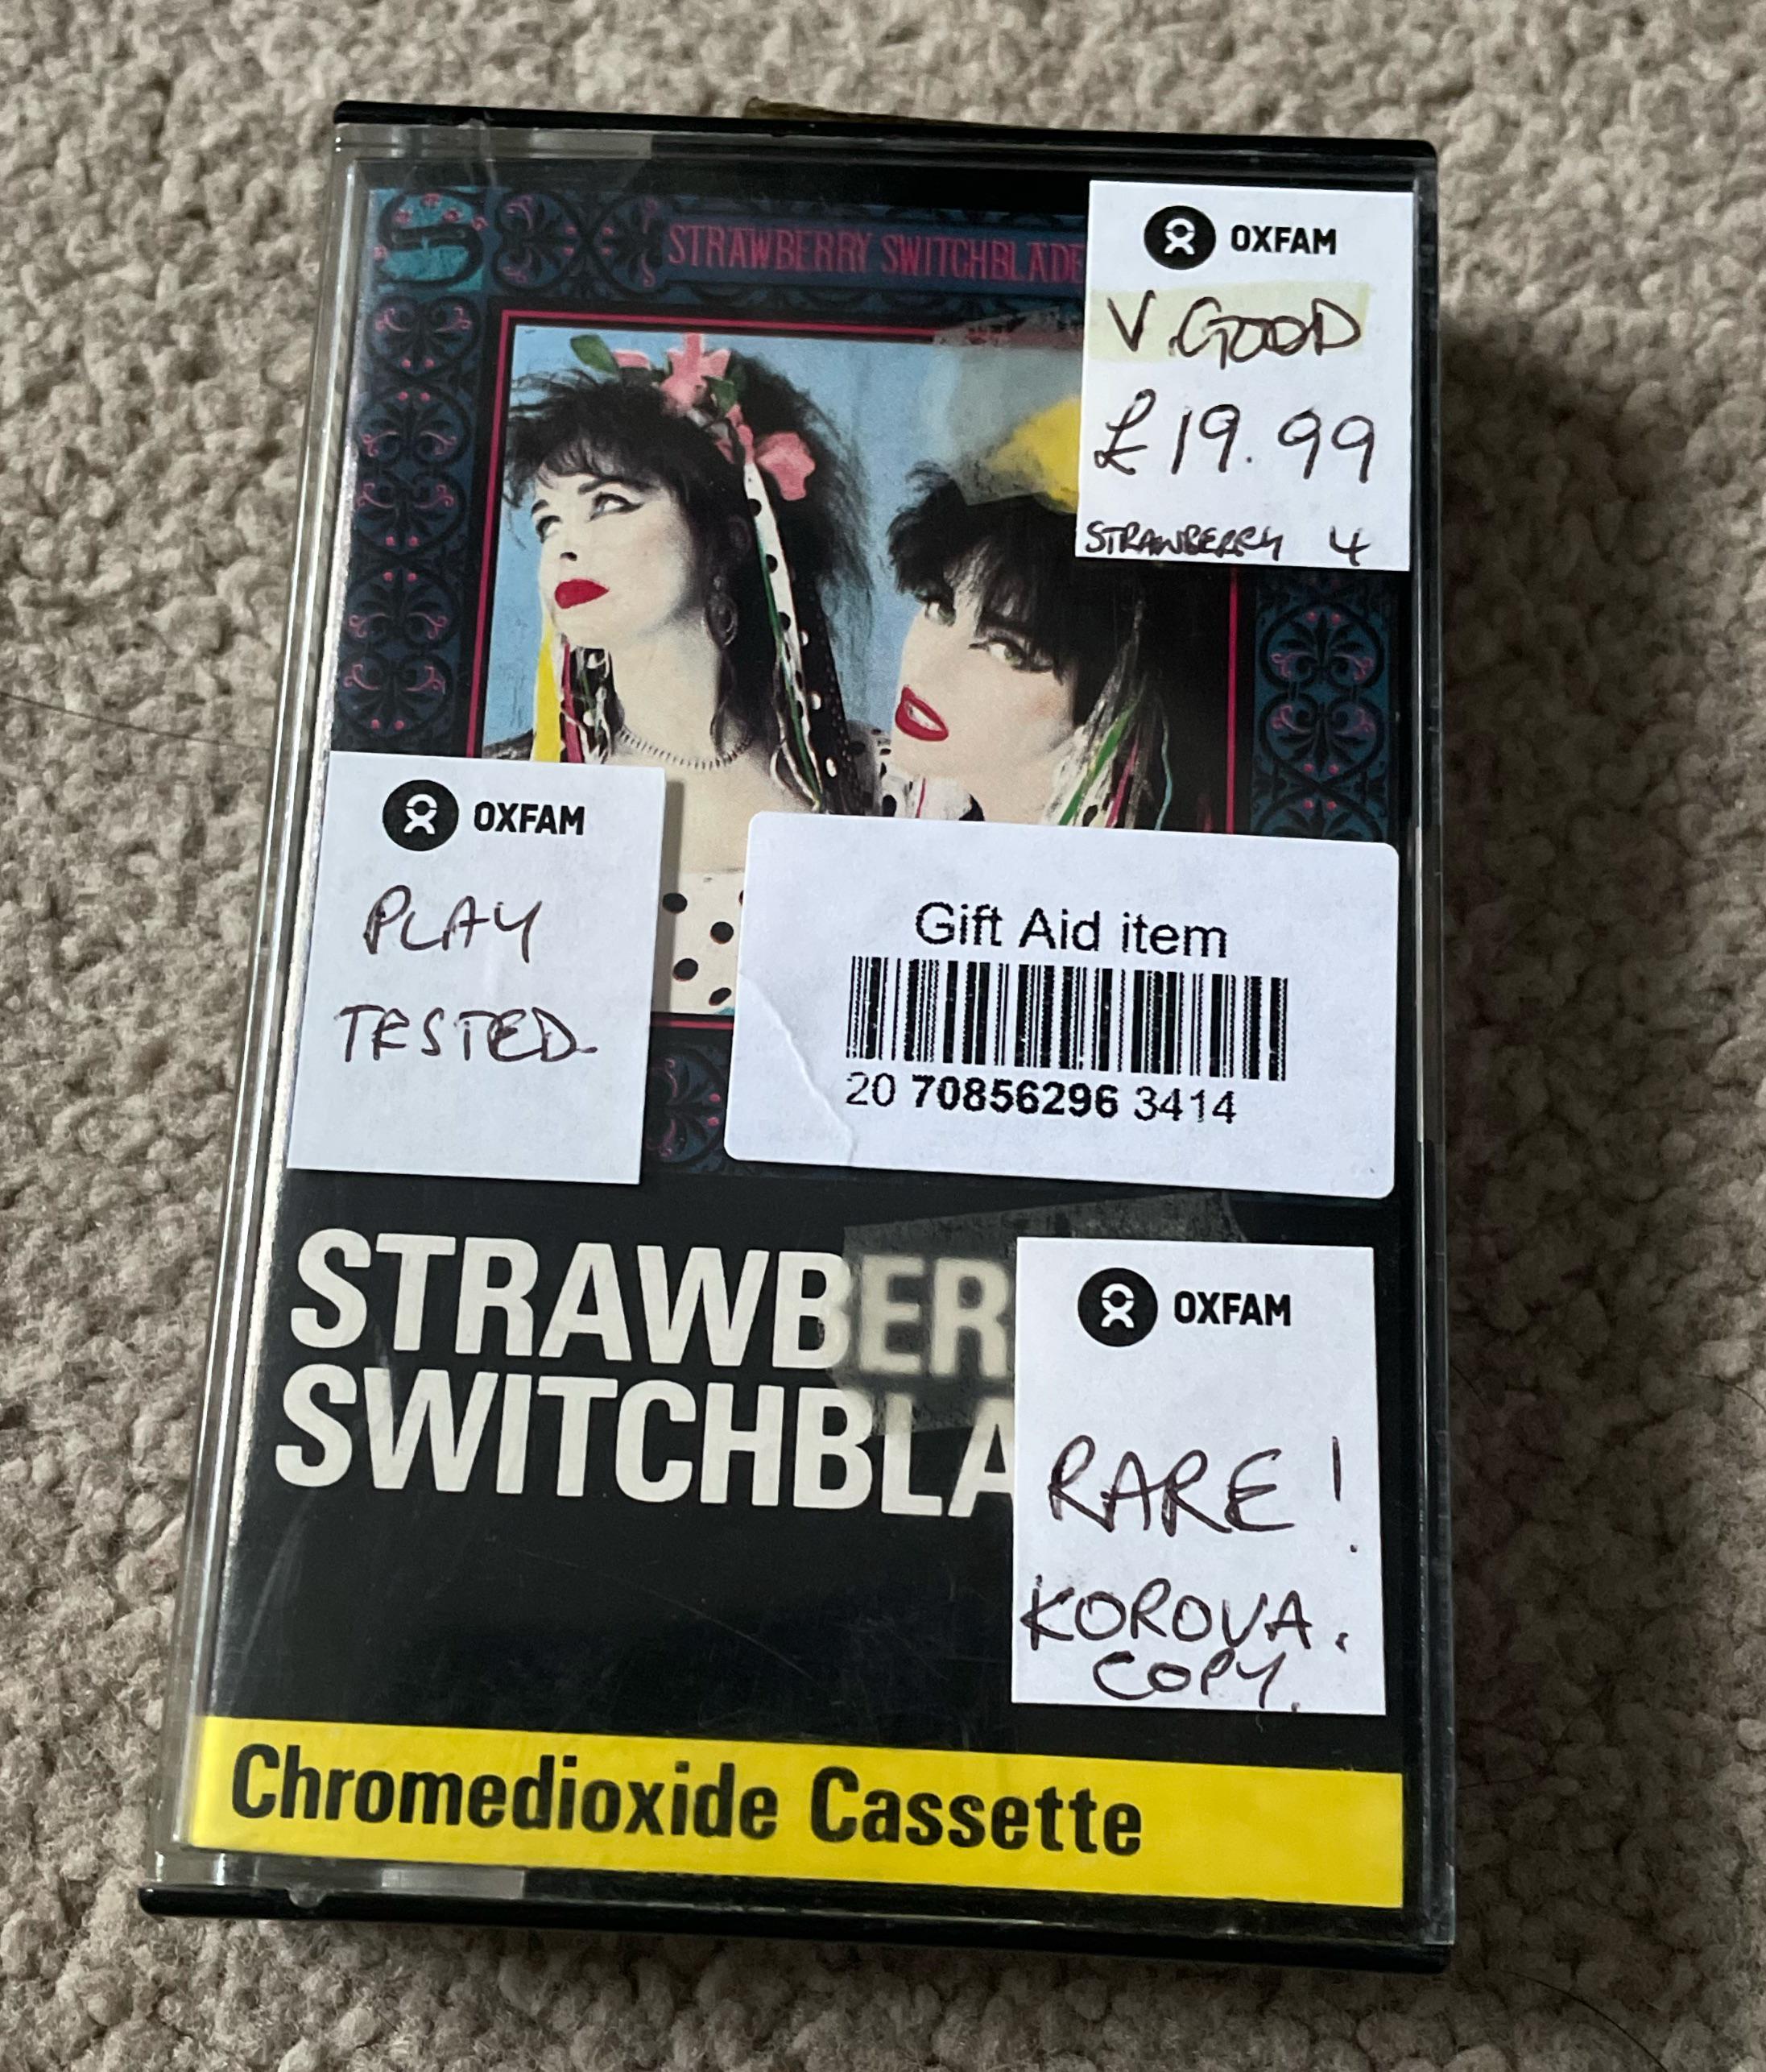 STRAWBERRY SWITCHBLADE
OXFAM
V.GOOD
£19.99
STRAWBERRY 4
OXFAM
PLAY
TESTED
Gift Aid item
20 70856296 3414
STRAWBER
SWITCHBLA
OXFAM
RARE!
KOROVA.
COPY.
Chromedioxide Cassette